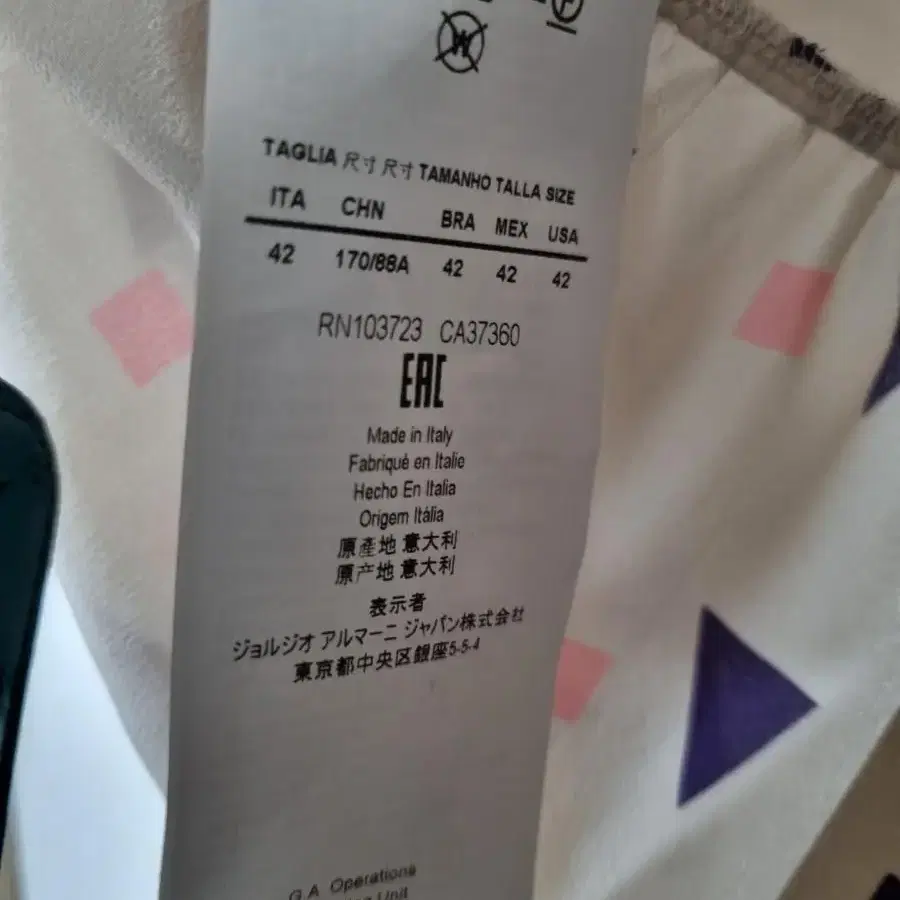 TAGLIA 尺寸 尺寸 TAMANHO TALLA SIZE
ITA CHN BRA MEX USA
42 170/88A 42 42 42
RN103723 CA37360
EAC
Made in Italy
Fabriqué en Italie
Hecho En Italia
Origem Itália
原產地 意大利
原产地 意大利
表示者
ジョルジオ アルマーニ ジャパン株式会社
東京都中央区銀座5-5-4
G.A Operations
Unit